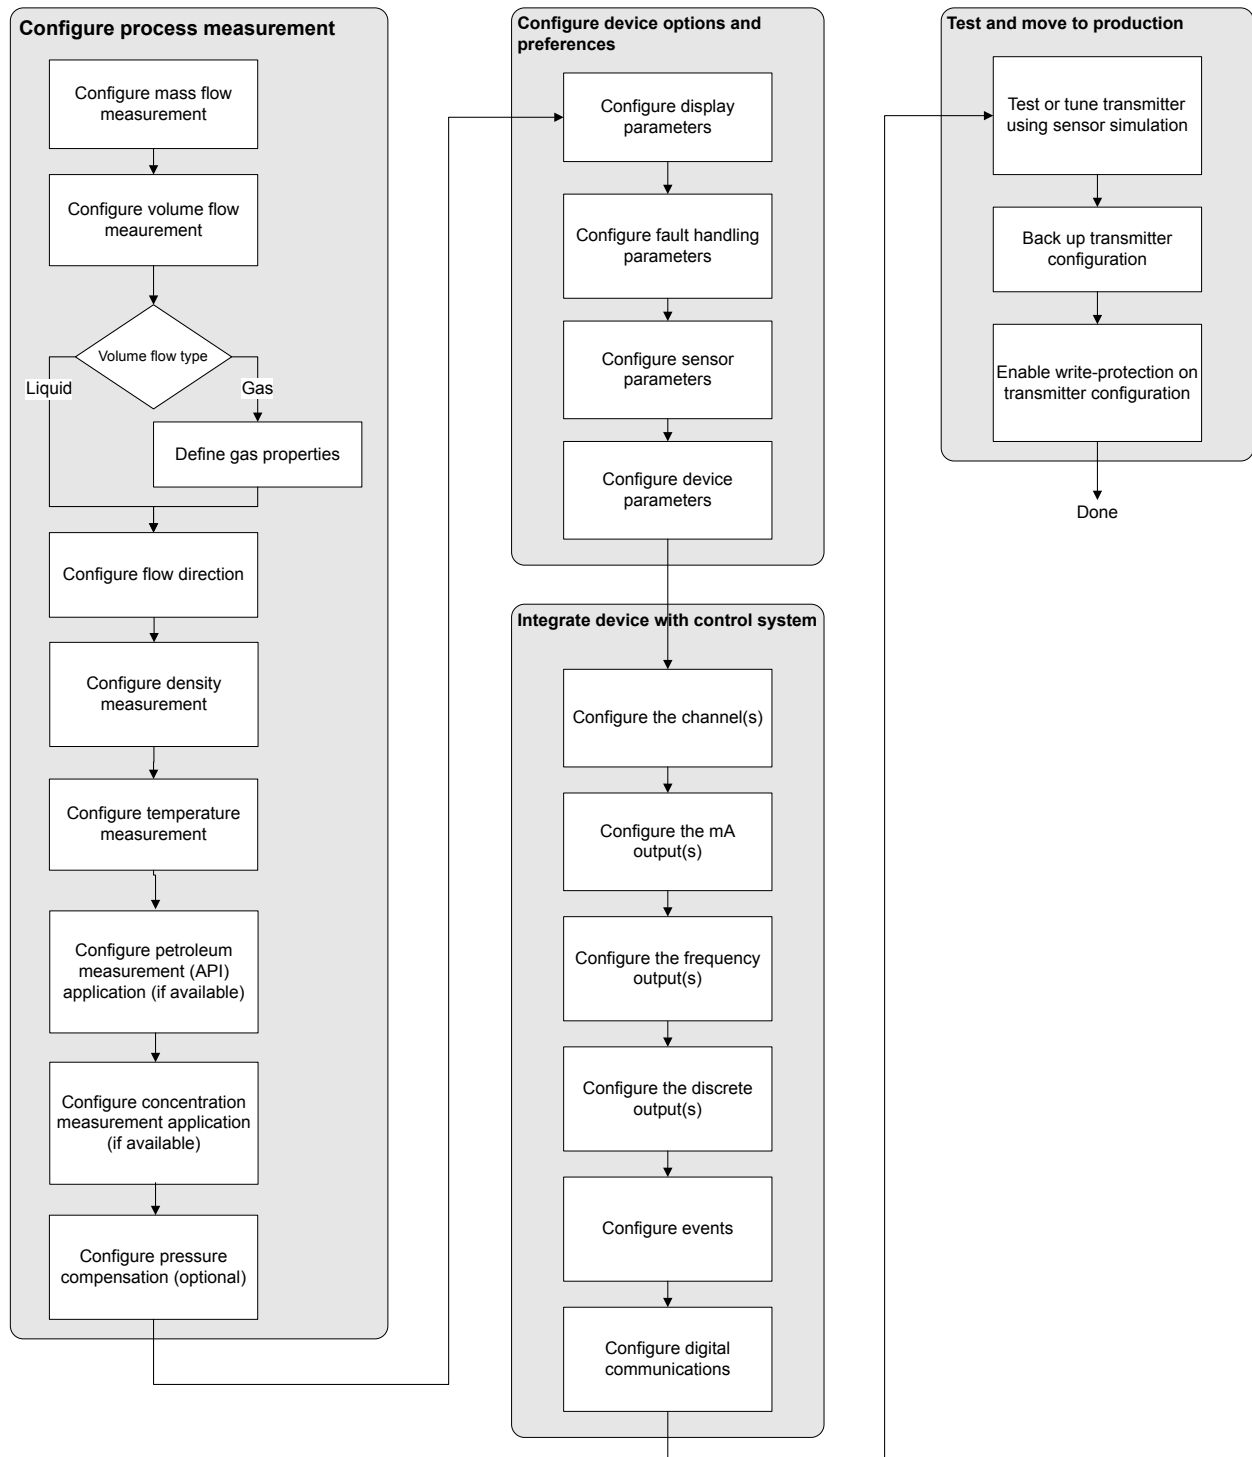 Configure process measurement
Configure mass flow
measurement
Configure volume flow
meaurement
Volume flow type
Liquid
Gas
Define gas properties
Configure flow direction
Configure density
measurement
Configure temperature
measurement
Configure petroleum
measurement (API)
application (if available)
Configure concentration
measurement application
(if available)
Configure pressure
compensation (optional)
Configure device options and
preferences
Configure display
parameters
Configure fault handling
parameters
Configure sensor
parameters
Configure device
parameters
Integrate device with control system
Configure the channel(s)
Configure the mA
output(s)
Configure the frequency
output(s)
Configure the discrete
output(s)
Configure events
Configure digital
communications
Test and move to production
Test or tune transmitter
using sensor simulation
Back up transmitter
configuration
Enable write-protection on
transmitter configuration
Done